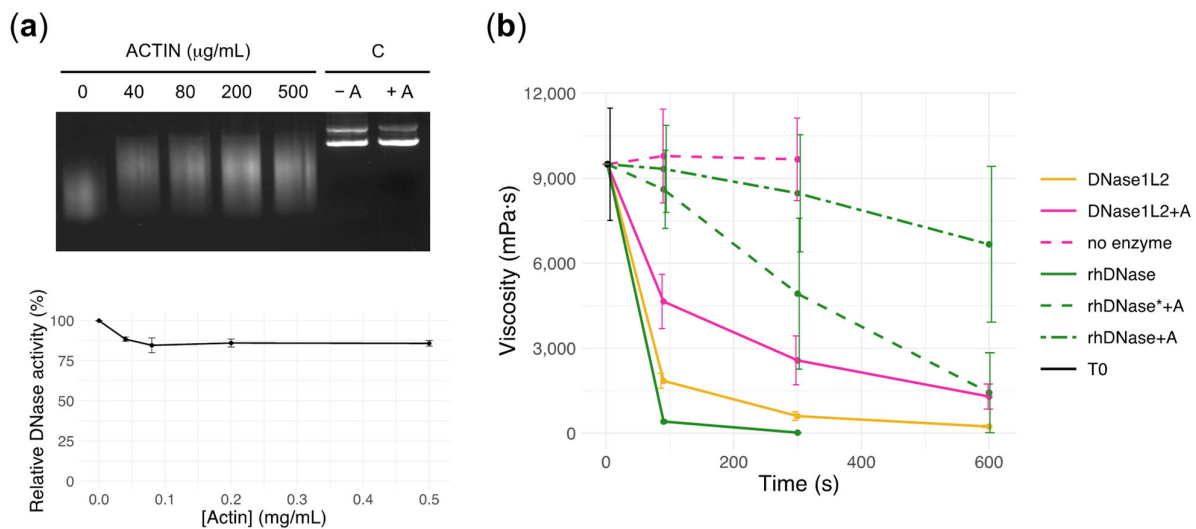 (a)
ACTIN (μg/mL) C
0 40 80 200 500 – A + A
Relative DNase activity (%)
100
75
50
25
0
0.0 0.1 0.2 0.3 0.4 0.5
[Actin] (mg/mL)
(b)
Viscosity (mPa·s)
12,000
9,000
6,000
3,000
0
0 200 400 600
Time (s)
DNase1L2
DNase1L2+A
no enzyme
rhDNase
rhDNase*+A
rhDNase+A
T0